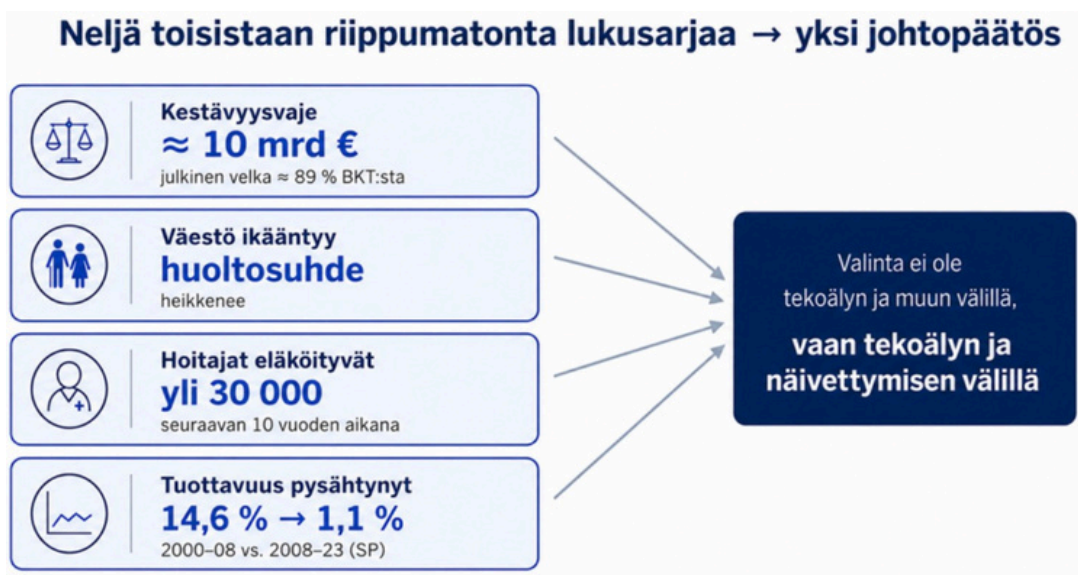 Neljä toisistaan riippumatonta lukusarjaa → yksi johtopäätös
Kestävyysvaje
≈ 10 mrd €
julkinen velka ≈ 89 % BKT:sta
Väestö ikääntyy
huoltosuhde
heikkenee
Hoitajat eläköityvät
yli 30 000
seuraavan 10 vuoden aikana
Tuottavuus pysähtynyt
14,6 % → 1,1 %
2000–08 vs. 2008–23 (SP)
Valinta ei ole
tekoälyn ja muun välillä,
vaan tekoälyn ja
näivettymisen välillä